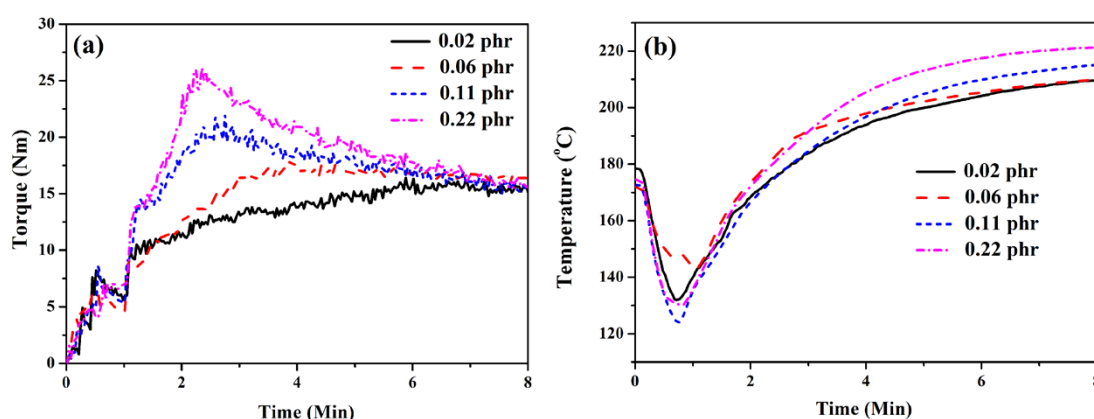 (a)
0.02 phr
0.06 phr
0.11 phr
0.22 phr
Torque (Nm)
30
25
20
15
10
5
0
0 2 4 6 8
Time (Min)
(b)
0.02 phr
0.06 phr
0.11 phr
0.22 phr
Temperature (°C)
220
200
180
160
140
120
0 2 4 6 8
Time (Min)